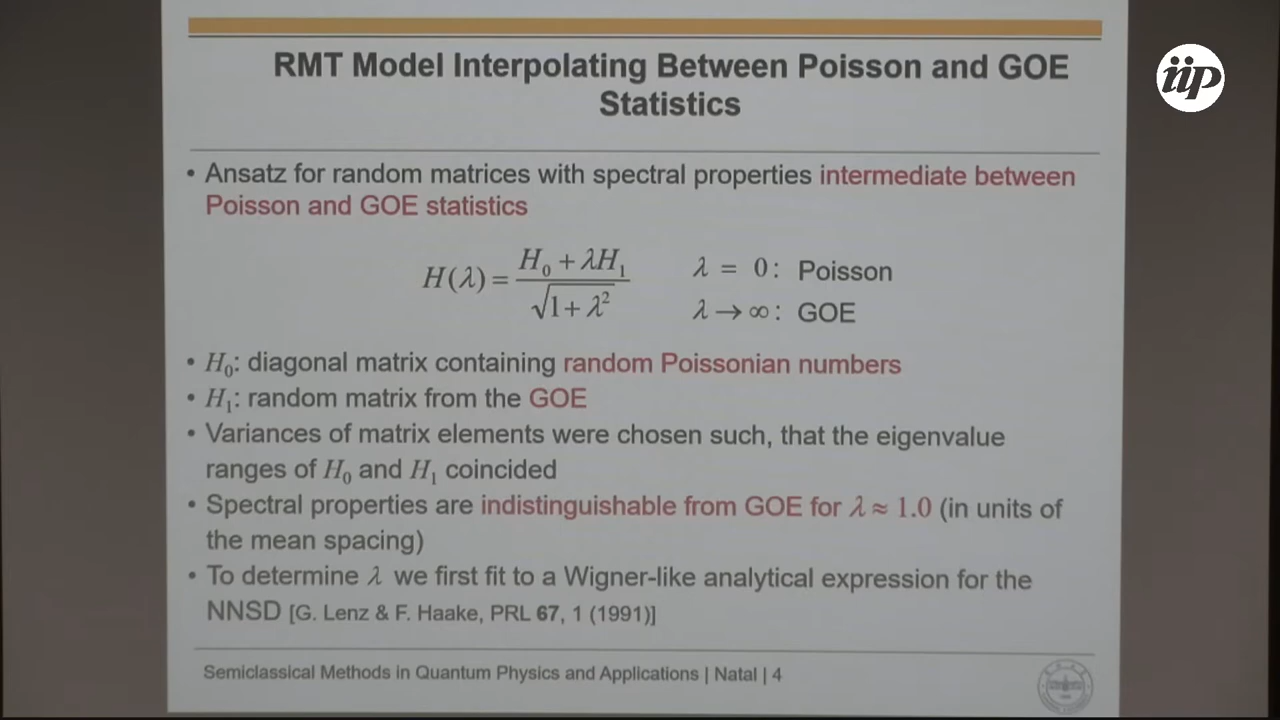 iip
RMT Model Interpolating Between Poisson and GOE
Statistics
• Ansatz for random matrices with spectral properties intermediate between
Poisson and GOE statistics
H(λ) = (H₀ + λH₁) / √(1 + λ²)
λ = 0: Poisson
λ → ∞: GOE
• H₀: diagonal matrix containing random Poissonian numbers
• H₁: random matrix from the GOE
• Variances of matrix elements were chosen such, that the eigenvalue
ranges of H₀ and H₁ coincided
• Spectral properties are indistinguishable from GOE for λ ≈ 1.0 (in units of
the mean spacing)
• To determine λ we first fit to a Wigner-like analytical expression for the
NNSD [G. Lenz & F. Haake, PRL 67, 1 (1991)]
Semiclassical Methods in Quantum Physics and Applications | Natal | 4